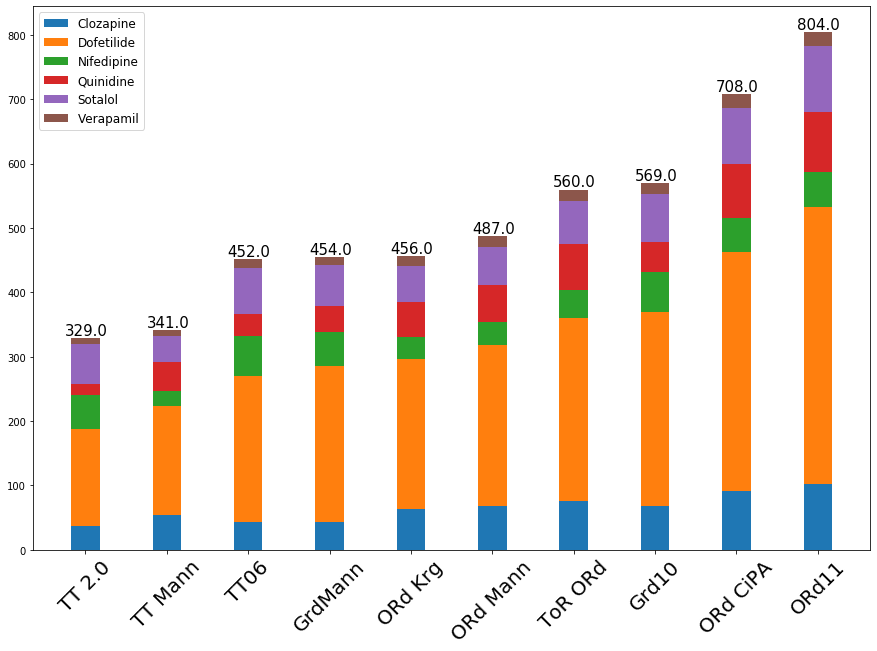 Clozapine
Dofetilide
Nifedipine
Quinidine
Sotalol
Verapamil
800
700
600
500
400
300
200
100
0
329.0
341.0
452.0
454.0
456.0
487.0
560.0
569.0
708.0
804.0
TT 2.0
TT Mann
TT06
GrdMann
ORd Krg
ORd Mann
ToR ORd
Grd10
ORd CiPA
ORd11